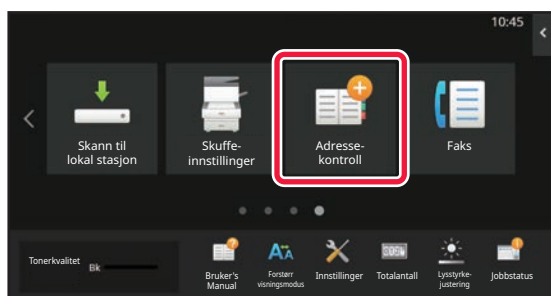 10:45
Skann til
lokal stasjon
Skuffe-
innstillinger
Adresse-
kontroll
Faks
Tonerkvalitet
Bk
Bruker's
Manual
Forstørr
visningsmodus
Innstillinger
Totalantall
Lysstyrke-
justering
Jobbstatus